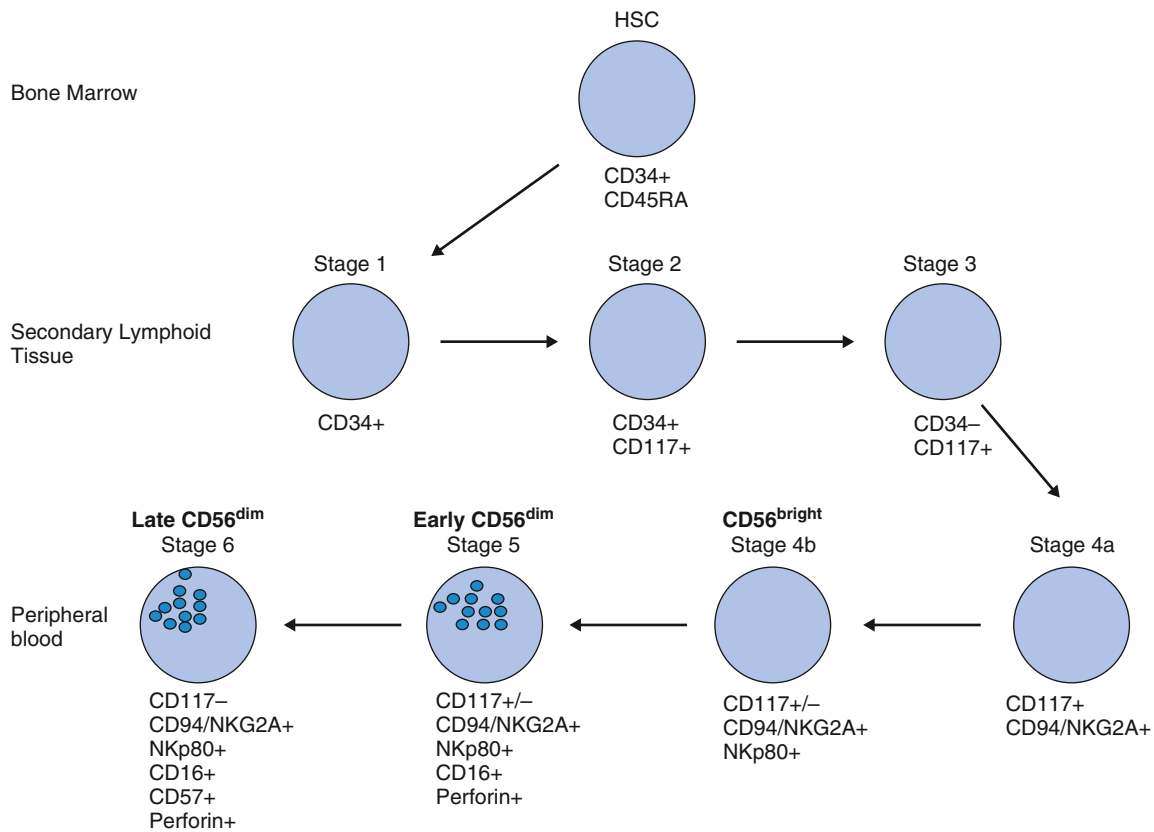 HSC
Bone Marrow
CD34+
CD45RA
Stage 1
Stage 2
Stage 3
Secondary Lymphoid
Tissue
CD34+
CD34+
CD117+
CD34–
CD117+
Late CD56dim
Stage 6
Early CD56dim
Stage 5
CD56bright
Stage 4b
Stage 4a
Peripheral
blood
CD117–
CD94/NKG2A+
NKp80+
CD16+
CD57+
Perforin+
CD117+/–
CD94/NKG2A+
NKp80+
CD16+
Perforin+
CD117+/–
CD94/NKG2A+
NKp80+
CD117+
CD94/NKG2A+